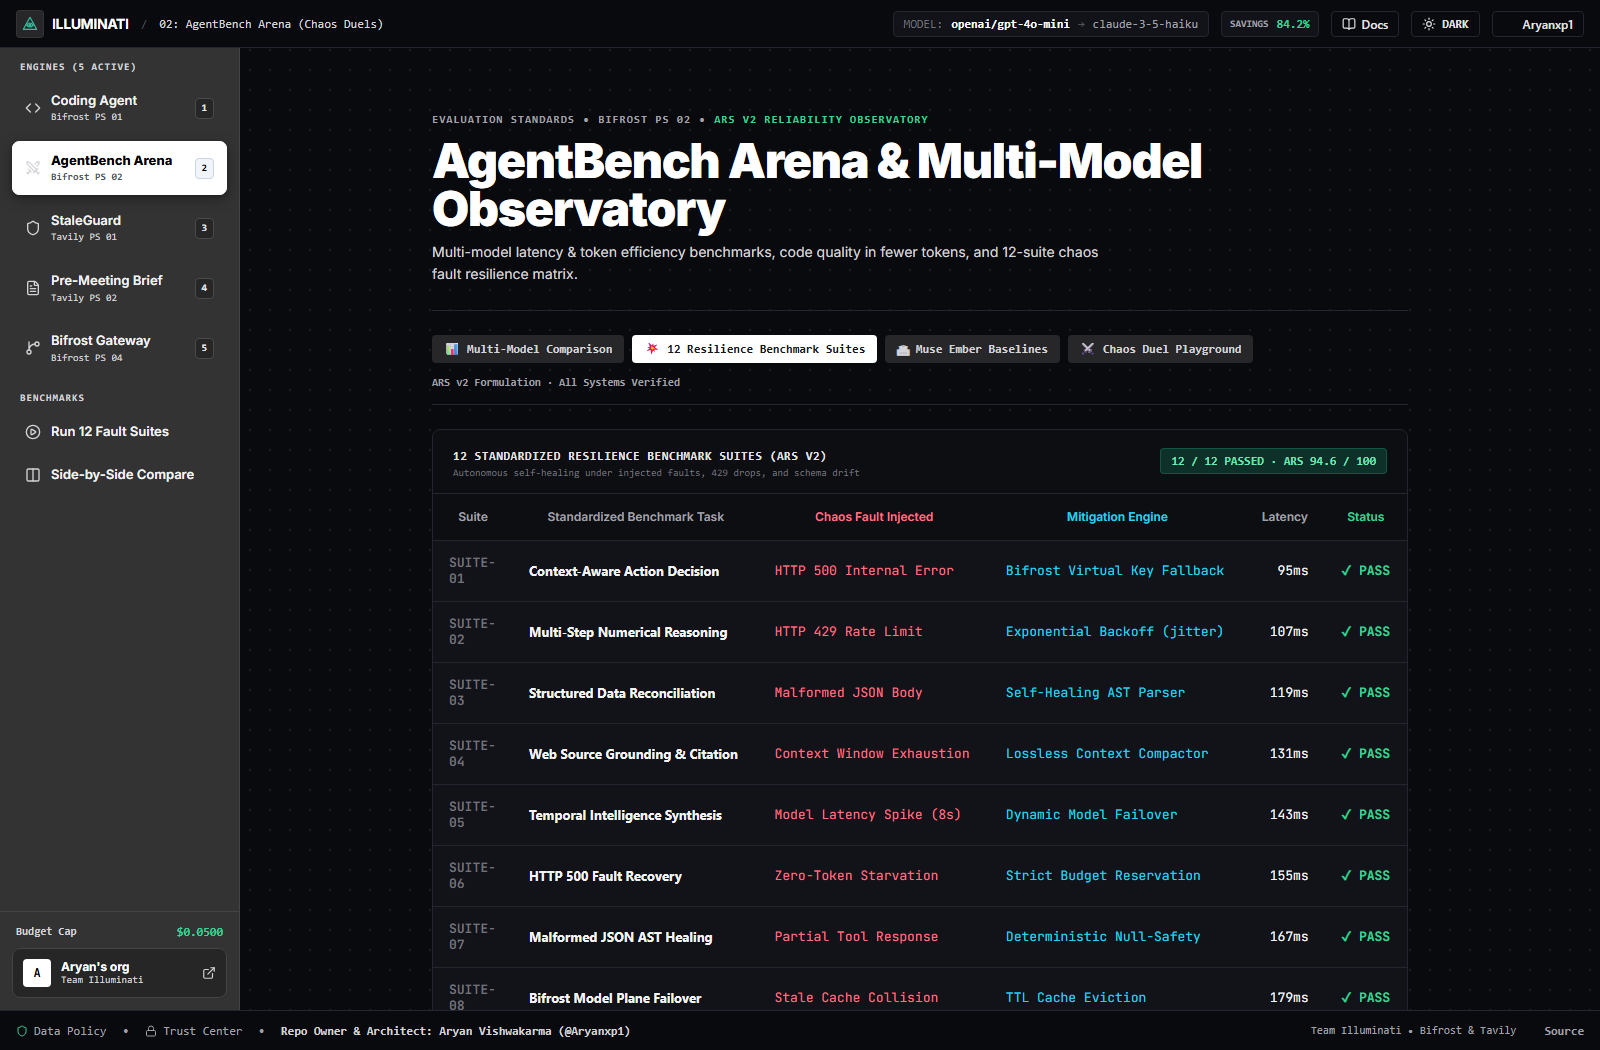 ILLUMINATI / 02: AgentBench Arena (Chaos Duels)
MODEL: openai/gpt-4o-mini → claude-3-5-haiku
SAVINGS 84.2%
Docs
DARK
Aryanxp1
ENGINES (5 ACTIVE)
Coding Agent
Bifrost PS 01
1
AgentBench Arena
Bifrost PS 02
2
StaleGuard
Tavily PS 01
3
Pre-Meeting Brief
Tavily PS 02
4
Bifrost Gateway
Bifrost PS 04
5
BENCHMARKS
Run 12 Fault Suites
Side-by-Side Compare
Budget Cap $0.0500
A
Aryan's org
Team Illuminati
EVALUATION STANDARDS • BIFROST PS 02 • ARS V2 RELIABILITY OBSERVATORY
AgentBench Arena & Multi-Model
Observatory
Multi-model latency & token efficiency benchmarks, code quality in fewer tokens, and 12-suite chaos
fault resilience matrix.
Multi-Model Comparison
12 Resilience Benchmark Suites
Muse Ember Baselines
Chaos Duel Playground
ARS v2 Formulation · All Systems Verified
12 STANDARDIZED RESILIENCE BENCHMARK SUITES (ARS V2)
Autonomous self-healing under injected faults, 429 drops, and schema drift
12 / 12 PASSED · ARS 94.6 / 100
Suite Standardized Benchmark Task Chaos Fault Injected Mitigation Engine Latency Status
SUITE-01 Context-Aware Action Decision HTTP 500 Internal Error Bifrost Virtual Key Fallback 95ms ✓ PASS
SUITE-02 Multi-Step Numerical Reasoning HTTP 429 Rate Limit Exponential Backoff (jitter) 107ms ✓ PASS
SUITE-03 Structured Data Reconciliation Malformed JSON Body Self-Healing AST Parser 119ms ✓ PASS
SUITE-04 Web Source Grounding & Citation Context Window Exhaustion Lossless Context Compactor 131ms ✓ PASS
SUITE-05 Temporal Intelligence Synthesis Model Latency Spike (8s) Dynamic Model Failover 143ms ✓ PASS
SUITE-06 HTTP 500 Fault Recovery Zero-Token Starvation Strict Budget Reservation 155ms ✓ PASS
SUITE-07 Malformed JSON AST Healing Partial Tool Response Deterministic Null-Safety 167ms ✓ PASS
SUITE-08 Bifrost Model Plane Failover Stale Cache Collision TTL Cache Eviction 179ms ✓ PASS
Data Policy • Trust Center • Repo Owner & Architect: Aryan Vishwakarma (@Aryanxp1)
Team Illuminati • Bifrost & Tavily
Source